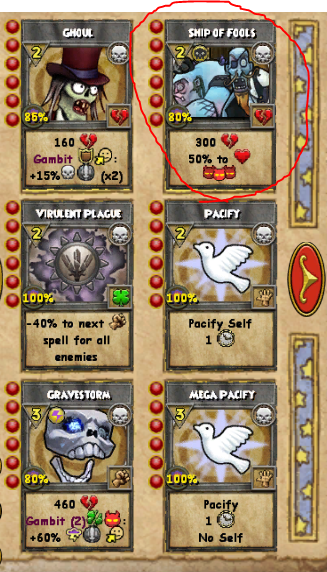 GHOUL
2
85%
160
Gambit :
+15% (x2)
SHIP OF FOOLS
2
80%
300
50% to
VIRULENT PLAGUE
2
100%
-40% to next
spell for all
enemies
PACIFY
2
100%
Pacify Self
1
GRAVESTORM
3
80%
460
Gambit (2) :
+60%
MEGA PACIFY
3
100%
Pacify
1
No Self